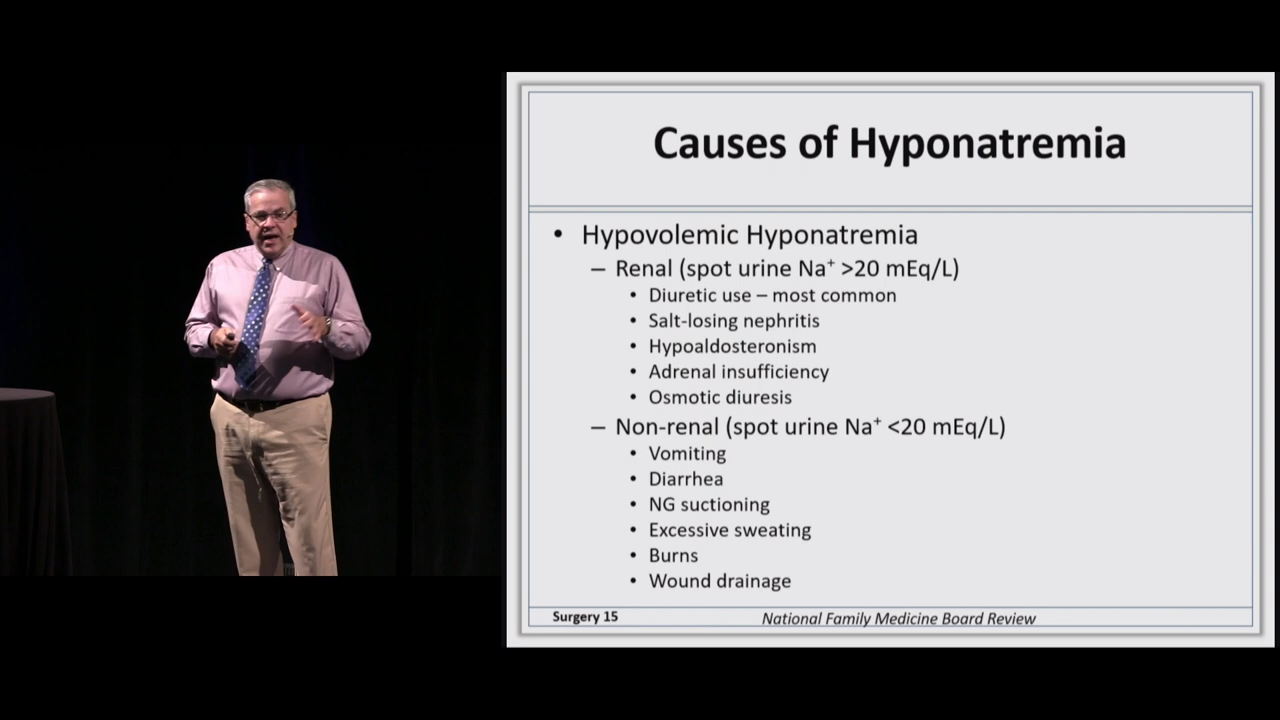 Causes of Hyponatremia
• Hypovolemic Hyponatremia
– Renal (spot urine Na⁺ >20 mEq/L)
• Diuretic use – most common
• Salt-losing nephritis
• Hypoaldosteronism
• Adrenal insufficiency
• Osmotic diuresis
– Non-renal (spot urine Na⁺ <20 mEq/L)
• Vomiting
• Diarrhea
• NG suctioning
• Excessive sweating
• Burns
• Wound drainage
Surgery 15
National Family Medicine Board Review